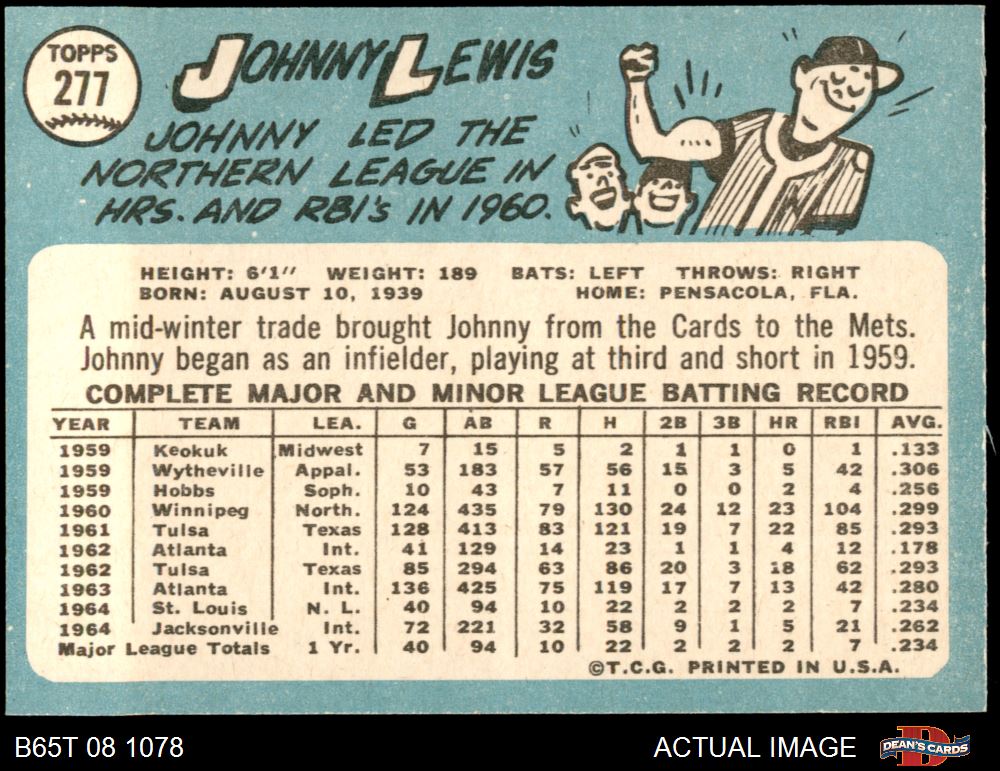 TOPPS
277
JOHNNY LEWIS
JOHNNY LED THE
NORTHERN LEAGUE IN
HRS. AND RBI's IN 1960.
HEIGHT: 6'1" WEIGHT: 189 BATS: LEFT THROWS: RIGHT
BORN: AUGUST 10, 1939 HOME: PENSACOLA, FLA.
A mid-winter trade brought Johnny from the Cards to the Mets.
Johnny began as an infielder, playing at third and short in 1959.
COMPLETE MAJOR AND MINOR LEAGUE BATTING RECORD
YEAR TEAM LEA. G AB R H 2B 3B HR RBI AVG.
1959 Keokuk Midwest 7 15 5 2 1 1 0 1 .133
1959 Wytheville Appal. 53 183 57 56 15 3 5 42 .306
1959 Hobbs Soph. 10 43 7 11 0 0 2 4 .256
1960 Winnipeg North. 124 435 79 130 24 12 23 104 .299
1961 Tulsa Texas 128 413 83 121 19 7 22 85 .293
1962 Atlanta Int. 41 129 14 23 1 1 4 12 .178
1962 Tulsa Texas 85 294 63 86 20 3 18 62 .293
1963 Atlanta Int. 136 425 75 119 17 7 13 42 .280
1964 St. Louis N. L. 40 94 10 22 2 2 2 7 .234
1964 Jacksonville Int. 72 221 32 58 9 1 5 21 .262
Major League Totals 1 Yr. 40 94 10 22 2 2 2 7 .234
©T.C.G. PRINTED IN U.S.A.
B65T 08 1078 ACTUAL IMAGE DEAN'S CARDS